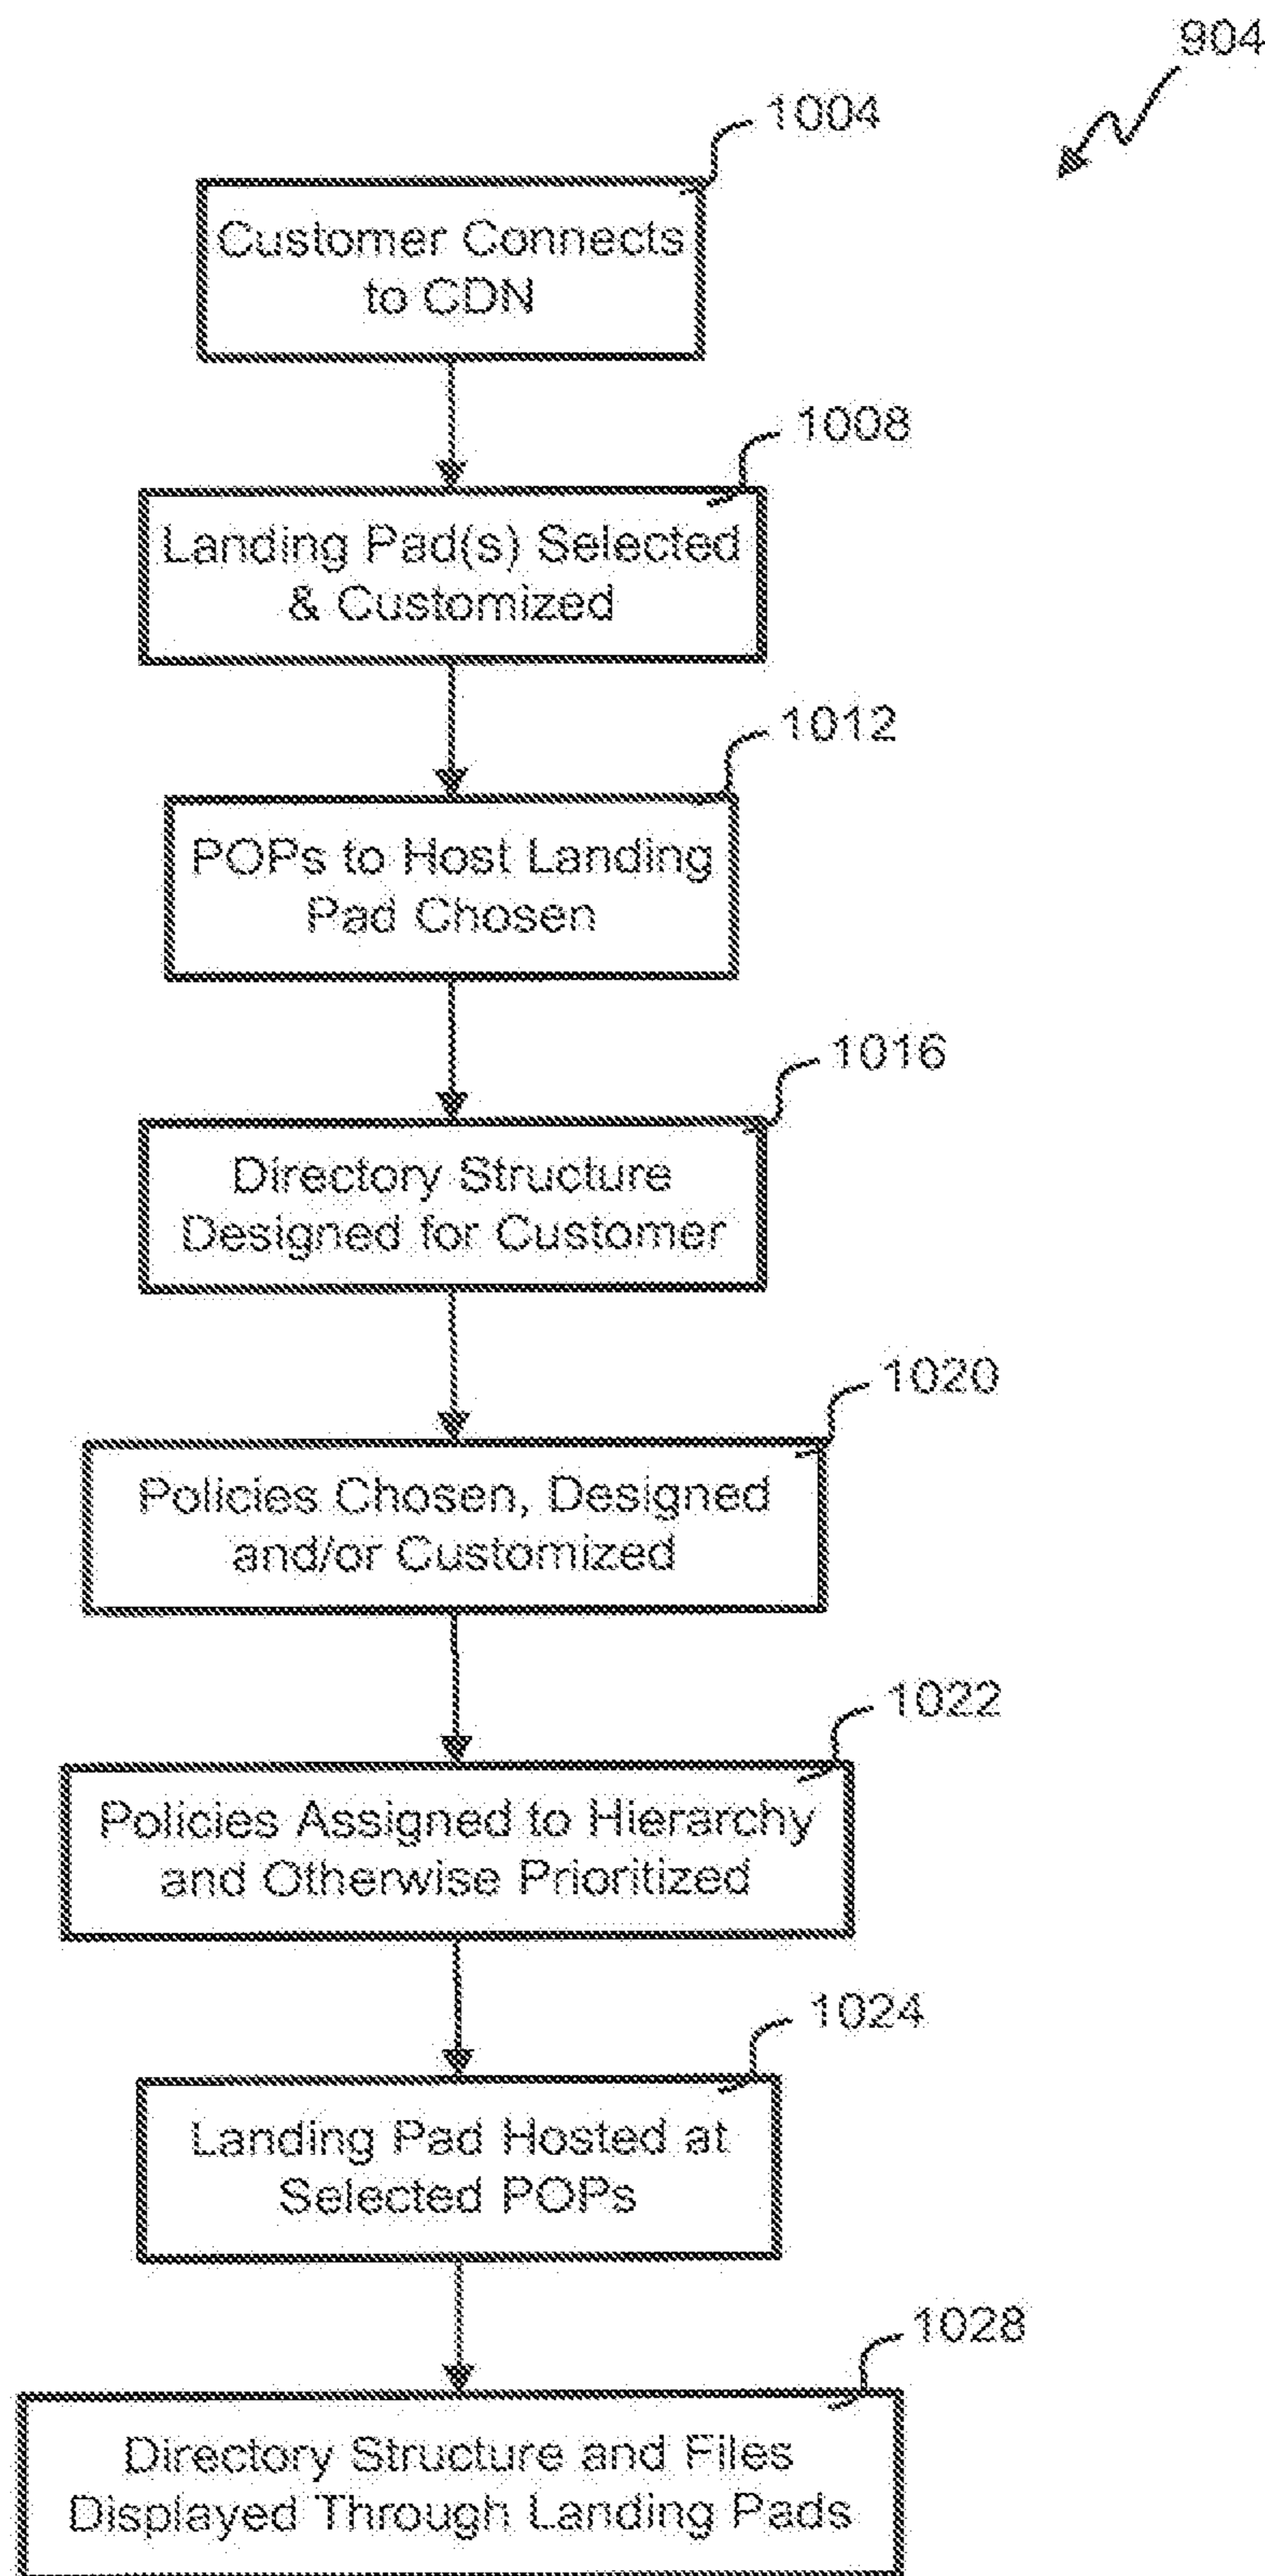 904
1004
Customer Connects
to CDN
1008
Landing Pad(s) Selected
& Customized
1012
POPs to Host Landing
Pad Chosen
1016
Directory Structure
Designed for Customer
1020
Policies Chosen, Designed
and/or Customized
1022
Policies Assigned to Hierarchy
and Otherwise Prioritized
1024
Landing Pad Hosted at
Selected POPs
1028
Directory Structure and Files
Displayed Through Landing Pads